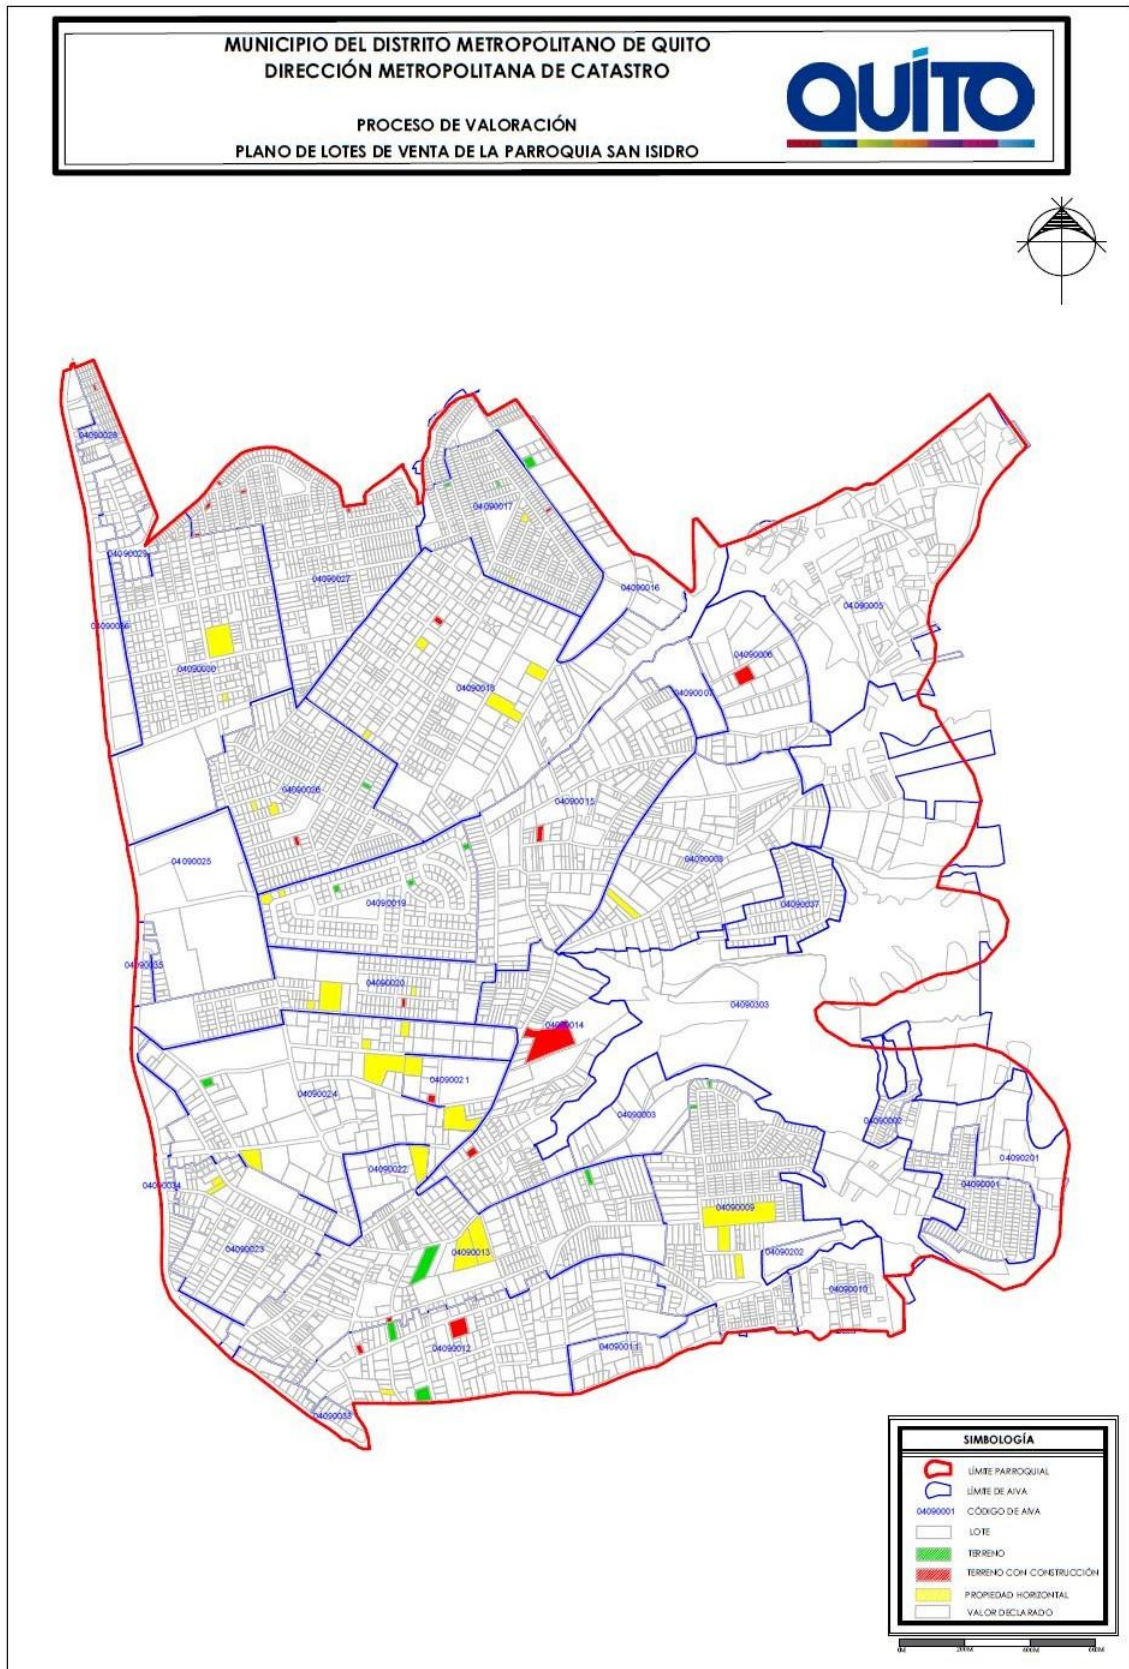 MUNICIPIO DEL DISTRITO METROPOLITANO DE QUITO
DIRECCIÓN METROPOLITANA DE CATASTRO
PROCESO DE VALORACIÓN
PLANO DE LOTES DE VENTA DE LA PARROQUIA SAN ISIDRO
QUITO
04090028
04090017
04090029
04090027
04090016
04090005
04090036
04090030
04090006
04090018
04090007
04090026
04090015
04090025
04090008
04090019
04090037
04090035
04090020
04090303
04090014
04090021
04090024
04090003
04090002
04090022
04090201
04090034
04090001
04090009
04090023
04090013
04090202
04090010
04090012
04090011
04090033
SIMBOLOGÍA
LÍMITE PARROQUIAL
LÍMITE DE AIVA
04090001 CÓDIGO DE AIVA
LOTE
TERRENO
TERRENO CON CONSTRUCCIÓN
PROPIEDAD HORIZONTAL
VALOR DECLARADO